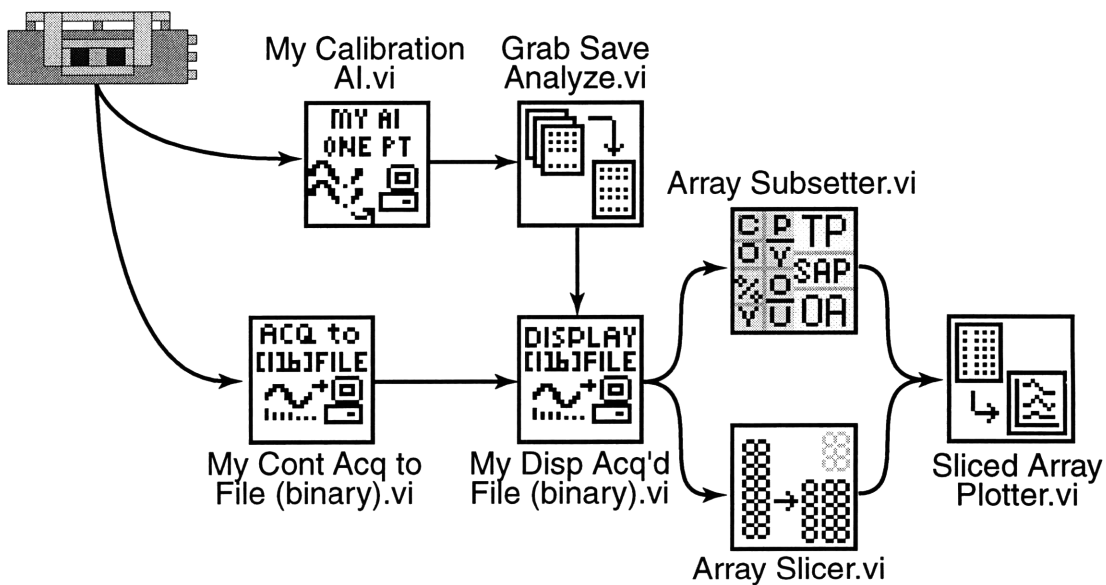 My Calibration
AI.vi
Grab Save
Analyze.vi
MY AI
ONE PT
Array Subsetter.vi
C P TP
O V SAP
% O
V U OA
ACQ to
[I16]FILE
DISPLAY
[I16]FILE
My Cont Acq to
File (binary).vi
My Disp Acq'd
File (binary).vi
Sliced Array
Plotter.vi
Array Slicer.vi